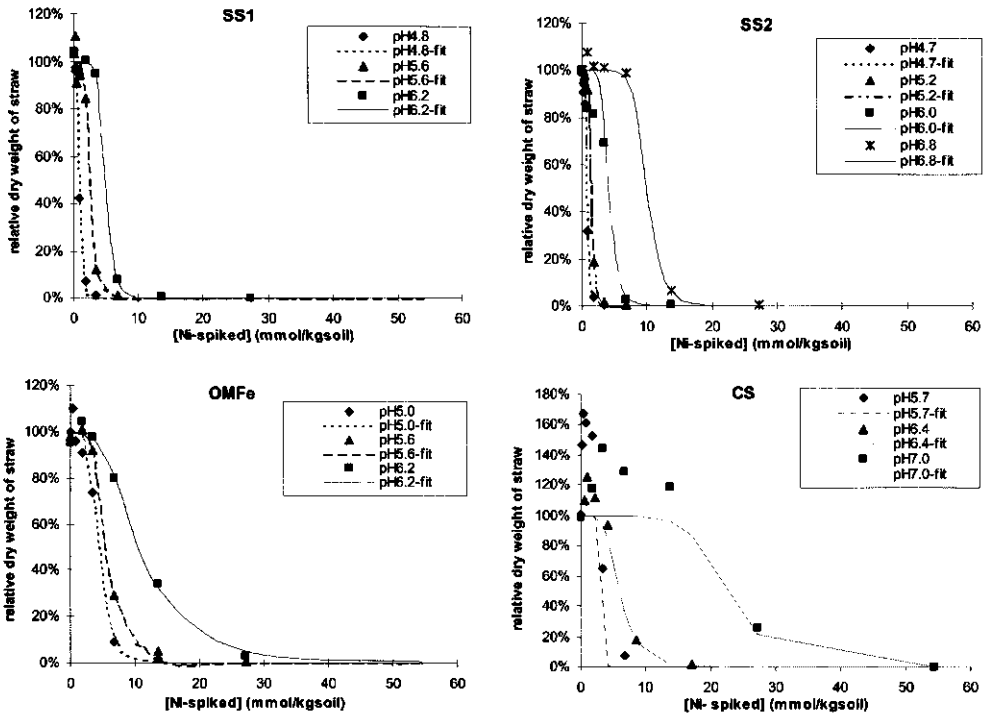 SS1
relative dry weight of straw
120%
100%
80%
60%
40%
20%
0%
pH4.8
pH4.8-fit
pH5.6
pH5.6-fit
pH6.2
pH6.2-fit
0 10 20 30 40 50 60
[Ni-spiked] (mmol/kgsoil)
SS2
relative dry weight of straw
120%
100%
80%
60%
40%
20%
0%
pH4.7
pH4.7-fit
pH5.2
pH5.2-fit
pH6.0
pH6.0-fit
pH6.8
pH6.8-fit
0 10 20 30 40 50 60
[Ni-spiked] (mmol/kgsoil)
OMFe
relative dry weight of straw
120%
100%
80%
60%
40%
20%
0%
pH5.0
pH5.0-fit
pH5.6
pH5.6-fit
pH6.2
pH6.2-fit
0 10 20 30 40 50 60
[Ni-spiked] (mmol/kgsoil)
CS
relative dry weight of straw
180%
160%
140%
120%
100%
80%
60%
40%
20%
0%
pH5.7
pH5.7-fit
pH6.4
pH6.4-fit
pH7.0
pH7.0-fit
0 10 20 30 40 50 60
[Ni- spiked] (mmol/kgsoil)